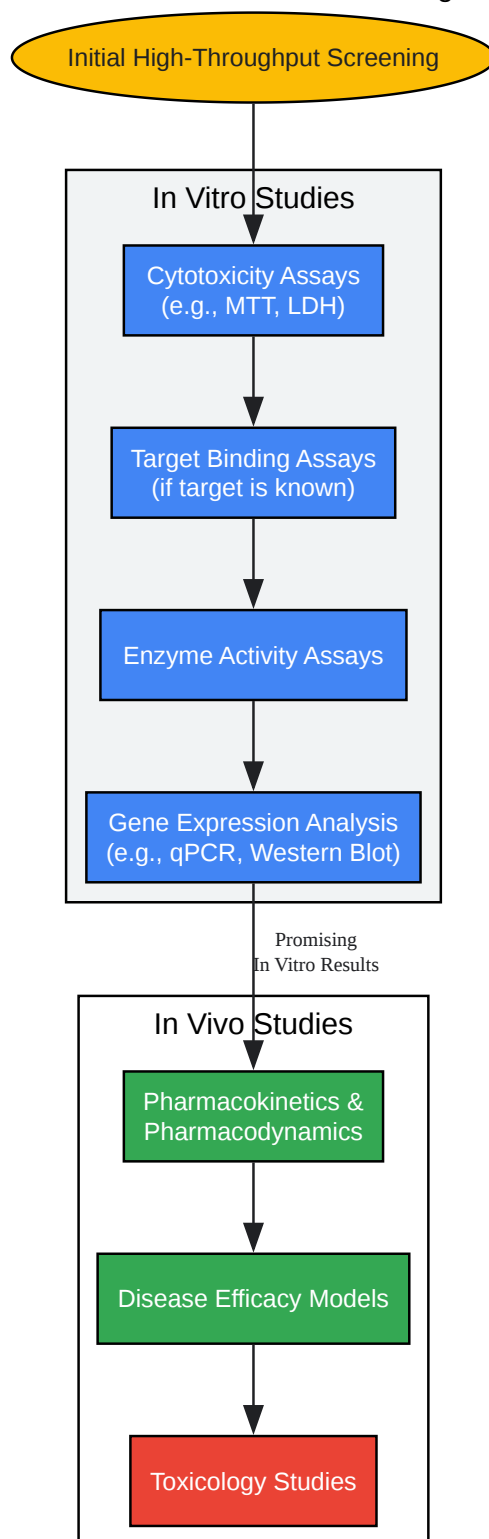 Initial High-Throughput Screening
In Vitro Studies
Cytotoxicity Assays
(e.g., MTT, LDH)
Target Binding Assays
(if target is known)
Enzyme Activity Assays
Gene Expression Analysis
(e.g., qPCR, Western Blot)
Promising
In Vitro Results
In Vivo Studies
Pharmacokinetics &
Pharmacodynamics
Disease Efficacy Models
Toxicology Studies